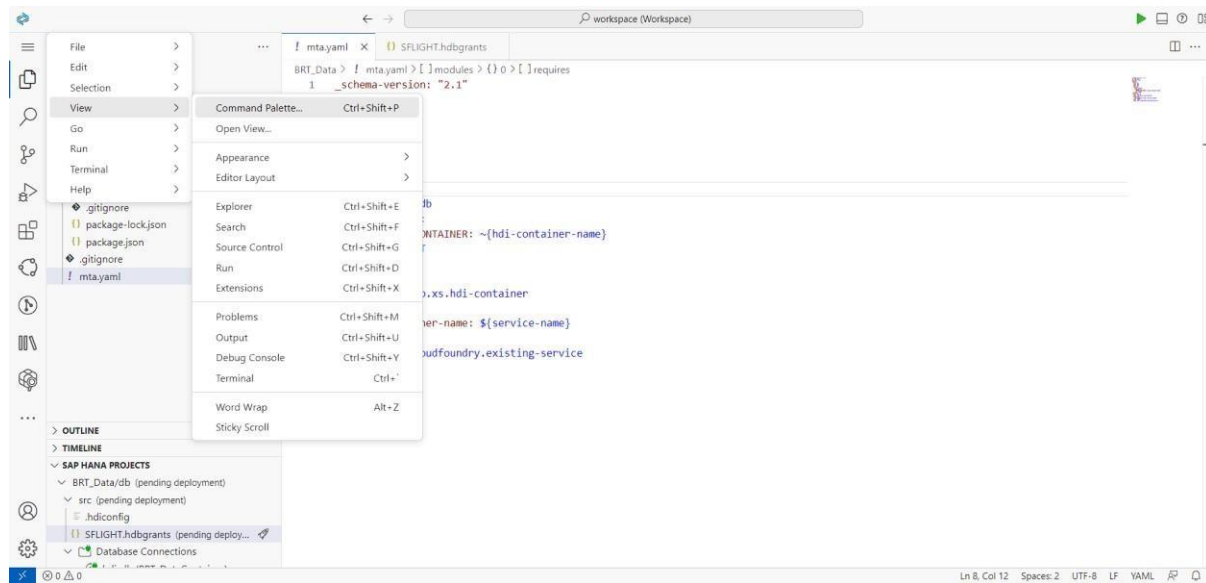 workspace (Workspace)
File
Edit
Selection
View
Go
Run
Terminal
Help
Command Palette... Ctrl+Shift+P
Open View...
Appearance
Editor Layout
Explorer Ctrl+Shift+E
Search Ctrl+Shift+F
Source Control Ctrl+Shift+G
Run Ctrl+Shift+D
Extensions Ctrl+Shift+X
Problems Ctrl+Shift+M
Output Ctrl+Shift+U
Debug Console Ctrl+Shift+Y
Terminal Ctrl+`
Word Wrap Alt+Z
Sticky Scroll
.gitignore
package-lock.json
package.json
.gitignore
! mta.yaml
OUTLINE
TIMELINE
SAP HANA PROJECTS
BRT_Data/db (pending deployment)
src (pending deployment)
.hdiconfig
{} SFLIGHT.hdbgrants (pending deploy...
Database Connections
! mta.yaml × {} SFLIGHT.hdbgrants
BRT_Data > ! mta.yaml > [ ] modules > {} 0 > [ ] requires
1 _schema-version: "2.1"
db
:
NTAINER: ~{hdi-container-name}
.xs.hdi-container
er-name: ${service-name}
oudfoundry.existing-service
0 0
Ln 8, Col 12 Spaces: 2 UTF-8 LF YAML